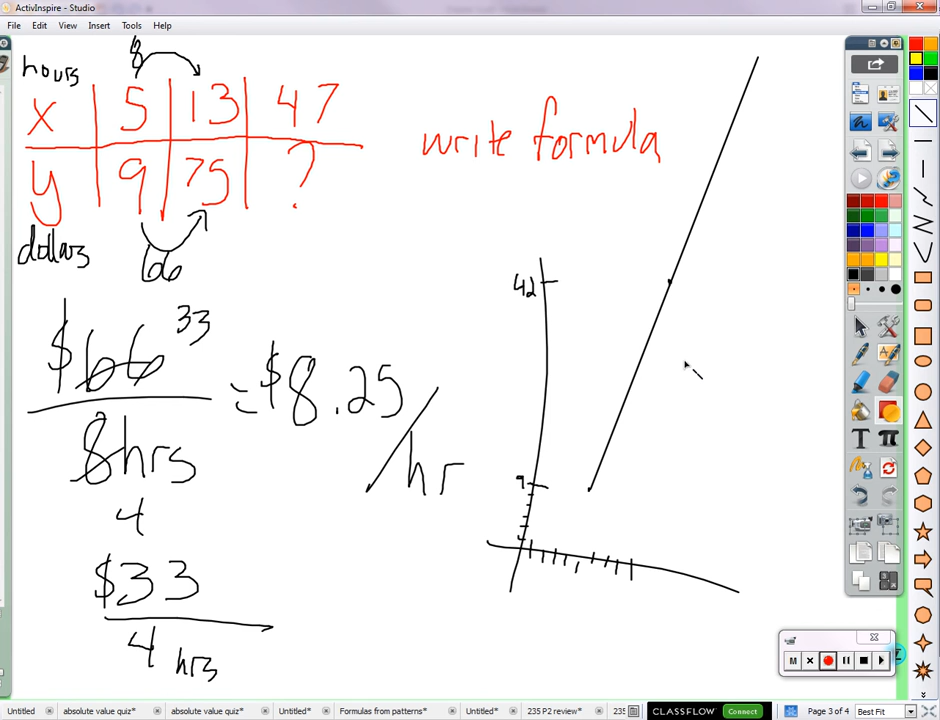 ActivInspire - Studio
File Edit View Insert Tools Help
hours
8
x 5 13 47
y 9 75 ?
dollars
66
write formula
$66 33
8hrs
4
= $8.25/hr
$33
4 hrs
42
9
Untitled absolute value quiz* absolute value quiz* Untitled* Formulas from patterns* Untitled* 235 P2 review* 235 CLASSFLOW Connect Page 3 of 4 Best Fit